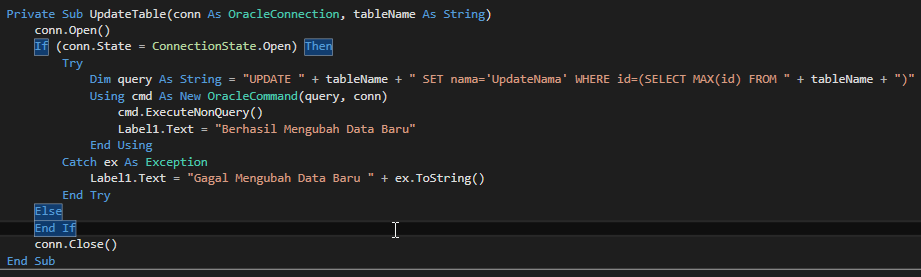 Private Sub UpdateTable(conn As OracleConnection, tableName As String)
    conn.Open()
    If (conn.State = ConnectionState.Open) Then
        Try
            Dim query As String = "UPDATE " + tableName + " SET nama='UpdateNama' WHERE id=(SELECT MAX(id) FROM " + tableName + ")"
            Using cmd As New OracleCommand(query, conn)
                cmd.ExecuteNonQuery()
                Label1.Text = "Berhasil Mengubah Data Baru"
            End Using
        Catch ex As Exception
            Label1.Text = "Gagal Mengubah Data Baru " + ex.ToString()
        End Try
    Else
    End If
    conn.Close()
End Sub